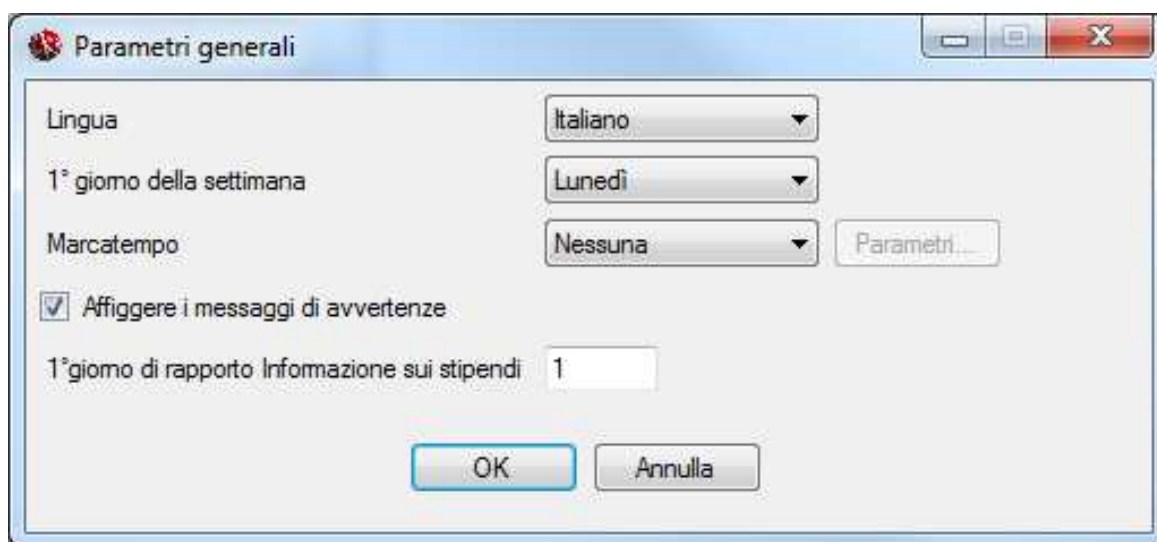 Parametri generali
Lingua Italiano
1° giorno della settimana Lunedì
Marcatempo Nessuna Parametri...
Affiggere i messaggi di avvertenze
1°giorno di rapporto Informazione sui stipendi 1
OK Annulla